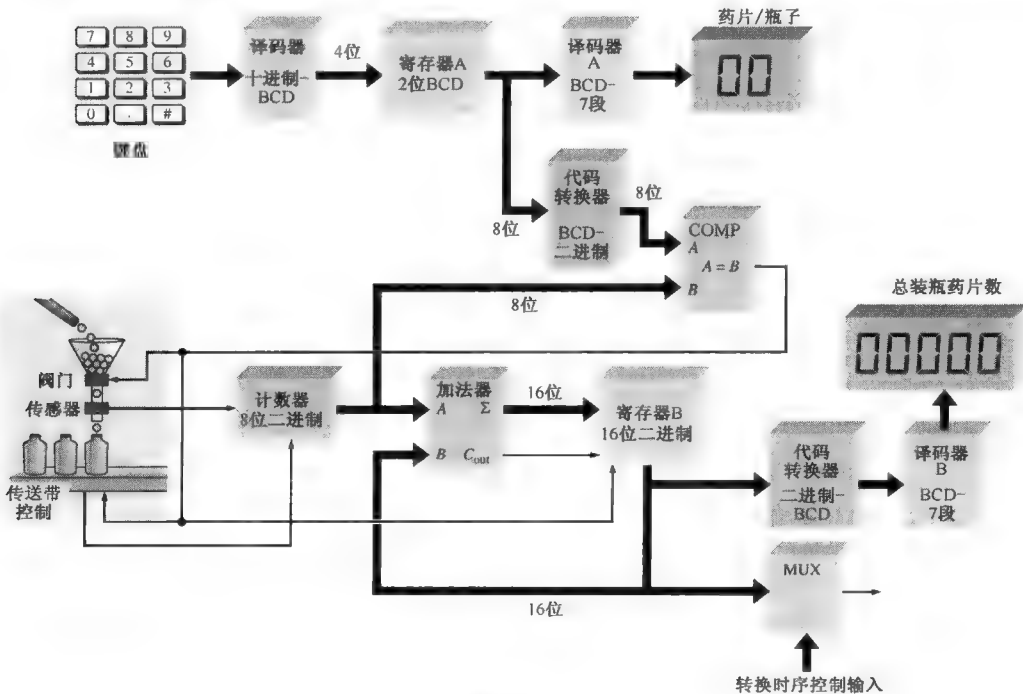 7 8 9
4 5 6
1 2 3
0 . #
键盘
译码器
十进制-
BCD
4位
寄存器A
2位BCD
译码器
A
BCD-
7段
药片/瓶子
00
8位
代码
转换器
BCD-
二进制
8位
COMP
A
A = B
B
8位
总装瓶药片数
00000
阀门
传感器
传送带
控制
计数器
8位二进制
加法器
A Σ
B Cout
16位
寄存器B
16位二进制
代码
转换器
二进制-
BCD
译码器
B
BCD-
7段
16位
MUX
转换时序控制输入